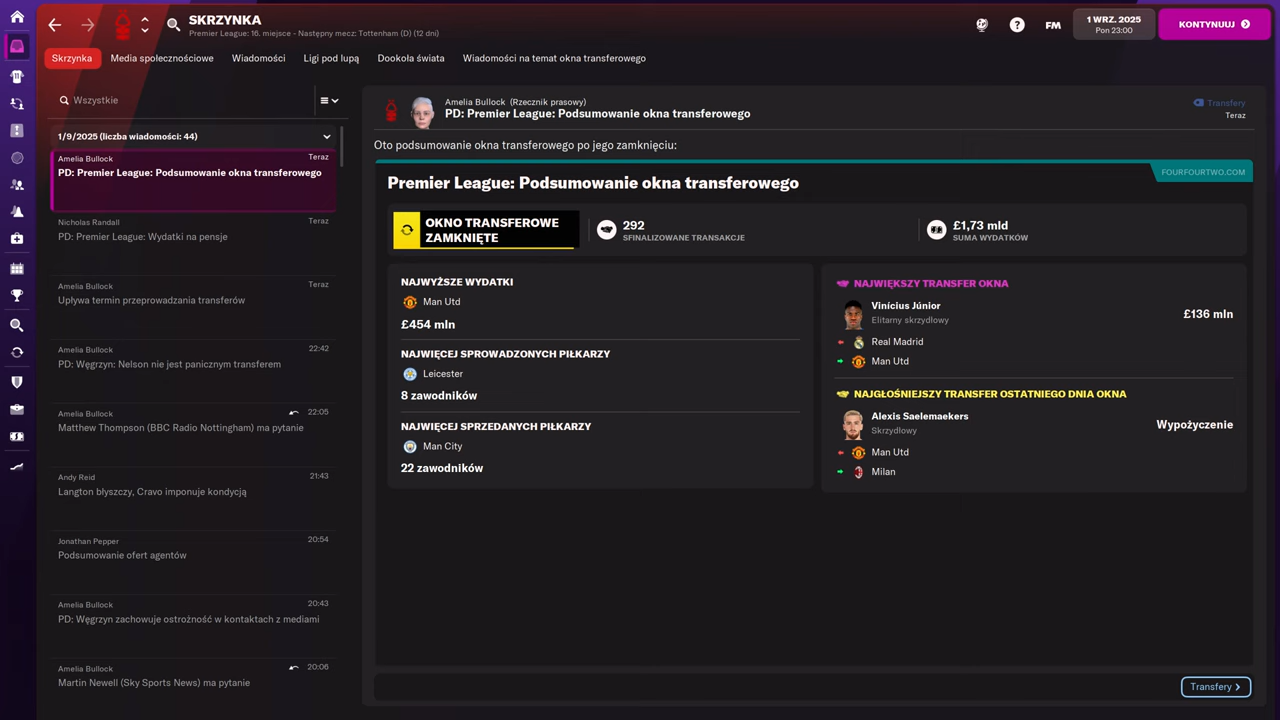 SKRZYNKA
Premier League: 16. miejsce - Następny mecz: Tottenham (D) (12 dni)
FM
1 WRZ. 2025
Pon 23:00
KONTYNUUJ
Skrzynka
Media społecznościowe
Wiadomości
Ligi pod lupą
Dookoła świata
Wiadomości na temat okna transferowego
Wszystkie
1/9/2025 (liczba wiadomości: 44)
Amelia Bullock
Teraz
PD: Premier League: Podsumowanie okna transferowego
Nicholas Randall
Teraz
PD: Premier League: Wydatki na pensje
Amelia Bullock
Teraz
Upływa termin przeprowadzania transferów
Amelia Bullock
22:42
PD: Węgrzyn: Nelson nie jest panicznym transferem
Amelia Bullock
22:05
Matthew Thompson (BBC Radio Nottingham) ma pytanie
Andy Reid
21:43
Langton błyszczy, Cravo imponuje kondycją
Jonathan Pepper
20:54
Podsumowanie ofert agentów
Amelia Bullock
20:43
PD: Węgrzyn zachowuje ostrożność w kontaktach z mediami
Amelia Bullock
20:06
Martin Newell (Sky Sports News) ma pytanie
Amelia Bullock (Rzecznik prasowy)
PD: Premier League: Podsumowanie okna transferowego
Transfery
Teraz
Oto podsumowanie okna transferowego po jego zamknięciu:
FOURFOURTWO.COM
Premier League: Podsumowanie okna transferowego
OKNO TRANSFEROWE
ZAMKNIĘTE
292
SFINALIZOWANE TRANSAKCJE
£1,73 mld
SUMA WYDATKÓW
NAJWYŻSZE WYDATKI
Man Utd
£454 mln
NAJWIĘCEJ SPROWADZONYCH PIŁKARZY
Leicester
8 zawodników
NAJWIĘCEJ SPRZEDANYCH PIŁKARZY
Man City
22 zawodników
NAJWIĘKSZY TRANSFER OKNA
Vinícius Júnior
Elitarny skrzydłowy
£136 mln
Real Madrid
Man Utd
NAJGŁOŚNIEJSZY TRANSFER OSTATNIEGO DNIA OKNA
Alexis Saelemaekers
Skrzydłowy
Wypożyczenie
Man Utd
Milan
Transfery